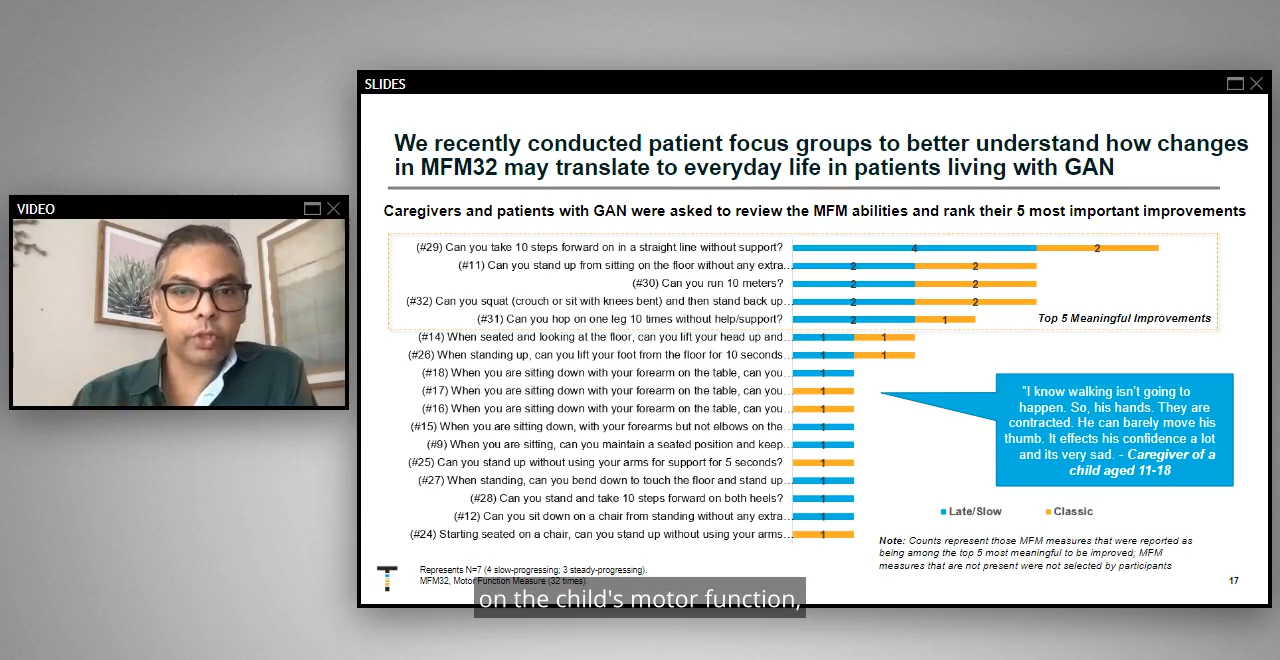 SLIDES
We recently conducted patient focus groups to better understand how changes
in MFM32 may translate to everyday life in patients living with GAN
VIDEO
Caregivers and patients with GAN were asked to review the MFM abilities and rank their 5 most important improvements
(#29) Can you take 10 steps forward on in a straight line without support? 4 2
(#11) Can you stand up from sitting on the floor without any extra... 2 2
(#30) Can you run 10 meters? 2 2
(#32) Can you squat (crouch or sit with knees bent) and then stand back up... 2 2
(#31) Can you hop on one leg 10 times without help/support? 2 1
Top 5 Meaningful Improvements
(#14) When seated and looking at the floor, can you lift your head up and... 1 1
(#26) When standing up, can you lift your foot from the floor for 10 seconds... 1 1
(#18) When you are sitting down with your forearm on the table, can you... 1
(#17) When you are sitting down with your forearm on the table, can you... 1
(#16) When you are sitting down with your forearm on the table, can you... 1
(#15) When you are sitting down, with your forearms but not elbows on the... 1
(#9) When you are sitting, can you maintain a seated position and keep... 1
(#25) Can you stand up without using your arms for support for 5 seconds? 1
(#27) When standing, can you bend down to touch the floor and stand up... 1
(#28) Can you stand and take 10 steps forward on both heels? 1
(#12) Can you sit down on a chair from standing without any extra... 1
(#24) Starting seated on a chair, can you stand up without using your arms... 1
"I know walking isn't going to
happen. So, his hands. They are
contracted. He can barely move his
thumb. It effects his confidence a lot
and its very sad. - Caregiver of a
child aged 11-18
Late/Slow Classic
Note: Counts represent those MFM measures that were reported as
being among the top 5 most meaningful to be improved; MFM
measures that are not present were not selected by participants
T
Represents N=7 (4 slow-progressing; 3 steady-progressing).
MFM32, Motor Function Measure (32 times).
17
on the child's motor function,